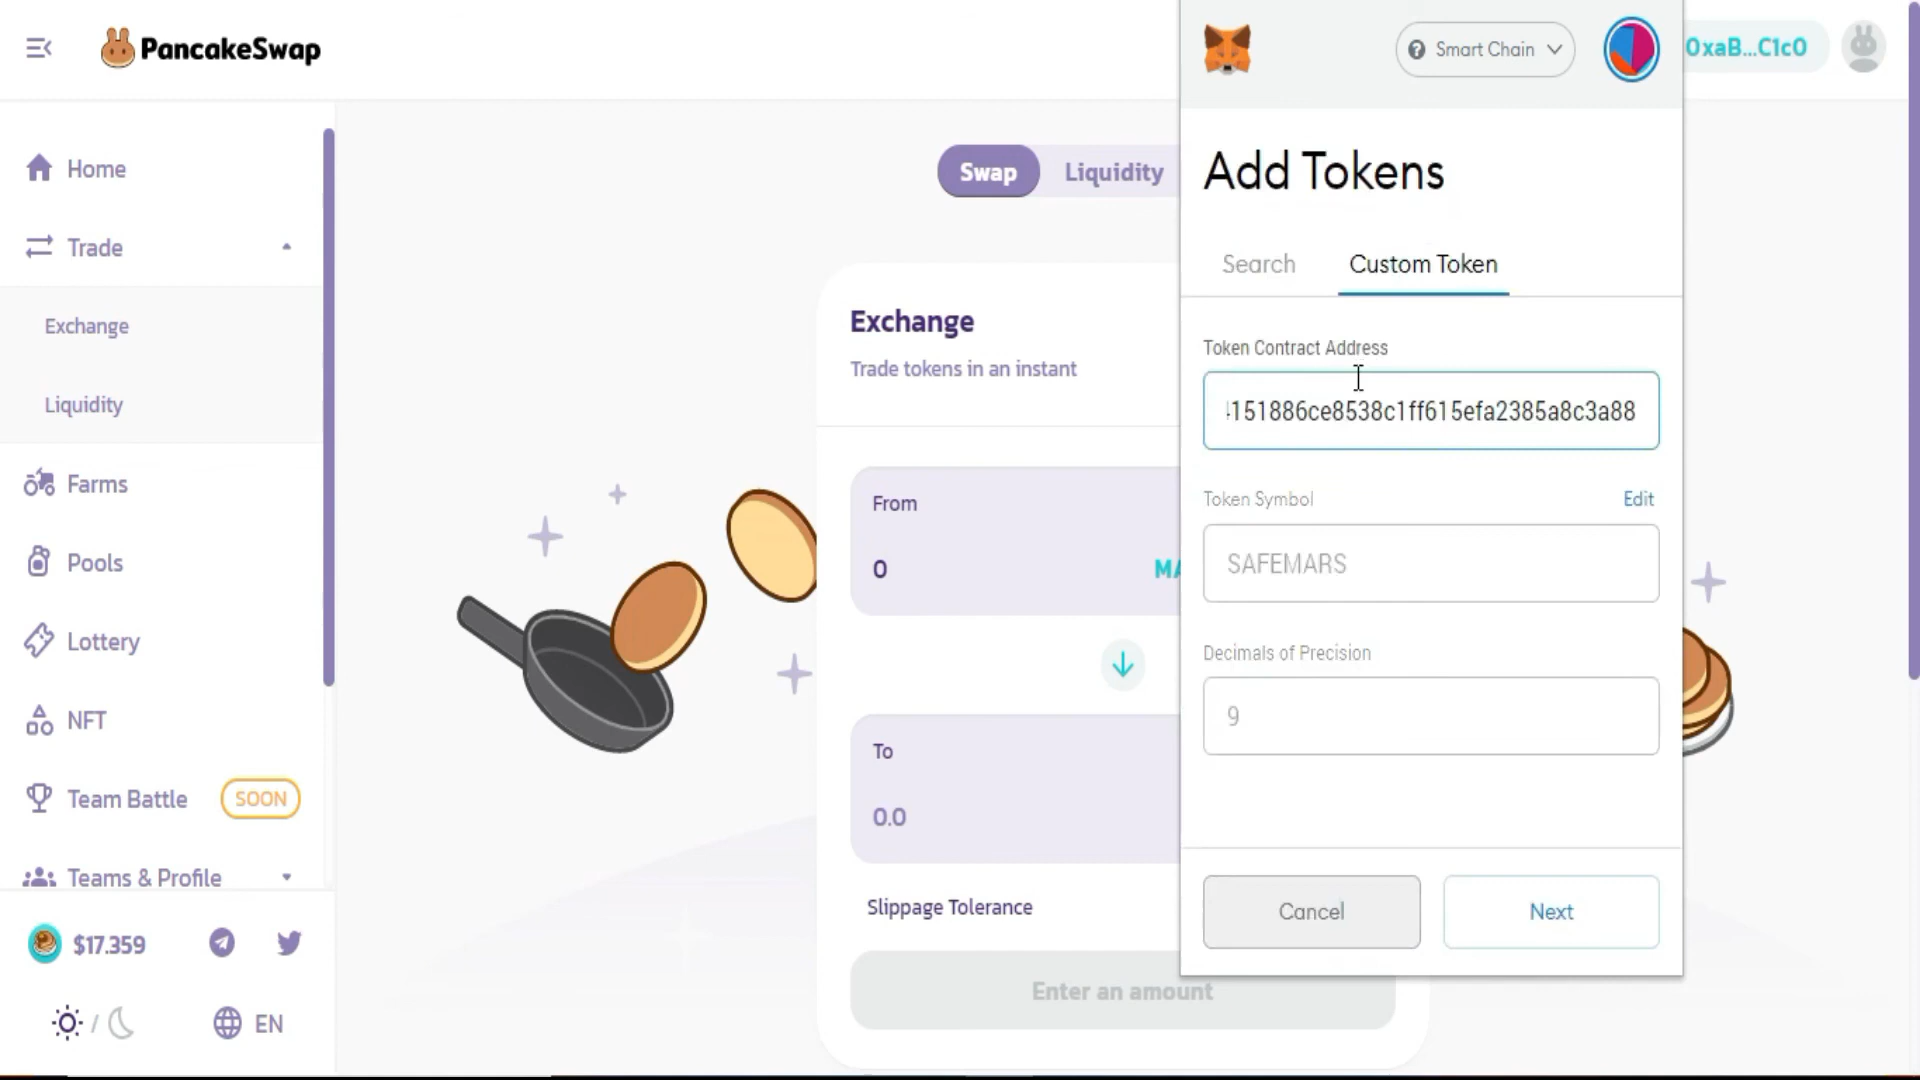 PancakeSwap
Home
Trade
Exchange
Liquidity
Farms
Pools
Lottery
NFT
Team Battle SOON
Teams & Profile
$17.359
/
EN
Swap Liquidity
Exchange
Trade tokens in an instant
From
0
To
0.0
Slippage Tolerance
Enter an amount
Smart Chain
0xaB...C1c0
Add Tokens
Search Custom Token
Token Contract Address
4151886ce8538c1ff615efa2385a8c3a88
Token Symbol Edit
SAFEMARS
Decimals of Precision
9
Cancel Next